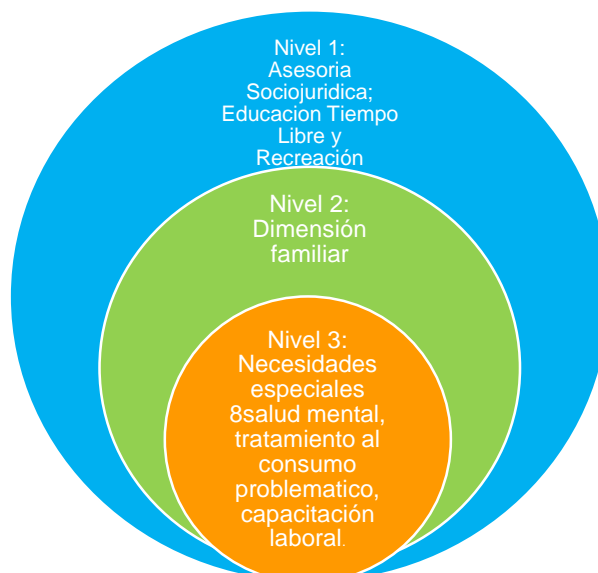 Nivel 1:
Asesoria
Sociojuridica;
Educacion Tiempo
Libre y
Recreación
Nivel 2:
Dimensión
familiar
Nivel 3:
Necesidades
especiales
8salud mental,
tratamiento al
consumo
problematico,
capacitación
laboral.